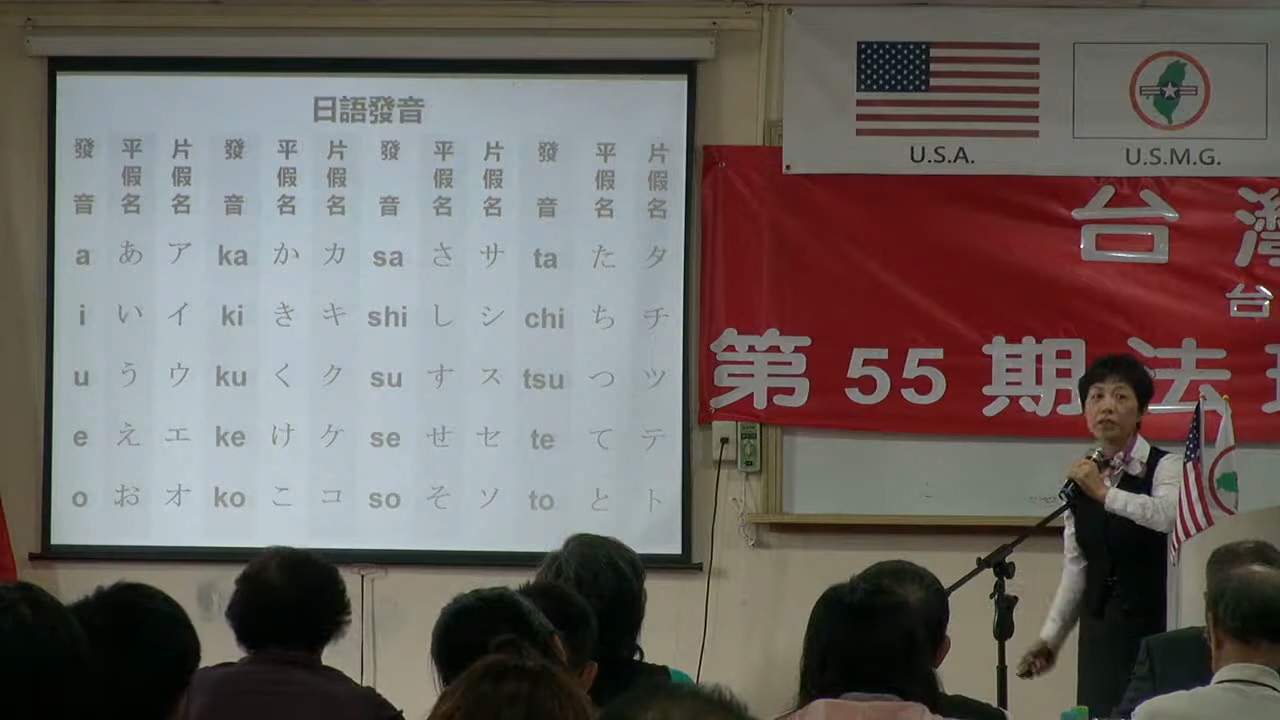 日語發音
發音 平假名 片假名 發音 平假名 片假名 發音 平假名 片假名 發音 平假名 片假名
a あ ア ka か カ sa さ サ ta た タ
i い イ ki き キ shi し シ chi ち チ
u う ウ ku く ク su す ス tsu つ ツ
e え エ ke け ケ se せ セ te て テ
o お オ ko こ コ so そ ソ to と ト
U.S.A. U.S.M.G.
台灣
台
第 55 期 法